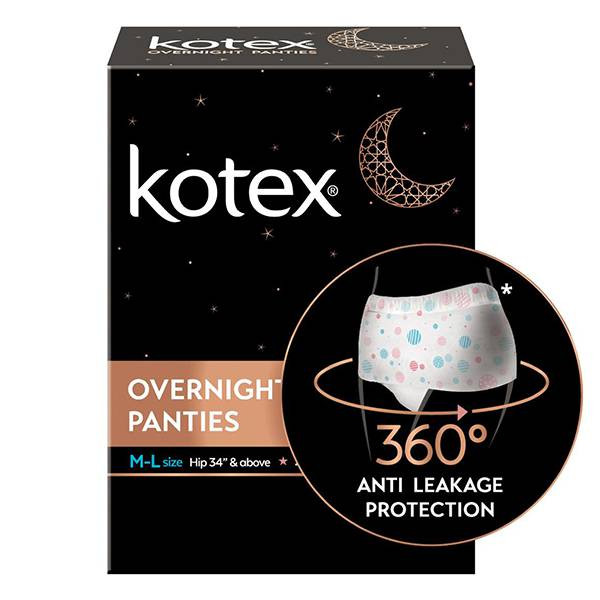 kotex
OVERNIGHT PANTIES
kotex®
OVERNIGHT
PANTIES
M-L size Hip 34” & above ★
*
360°
ANTI LEAKAGE
PROTECTION